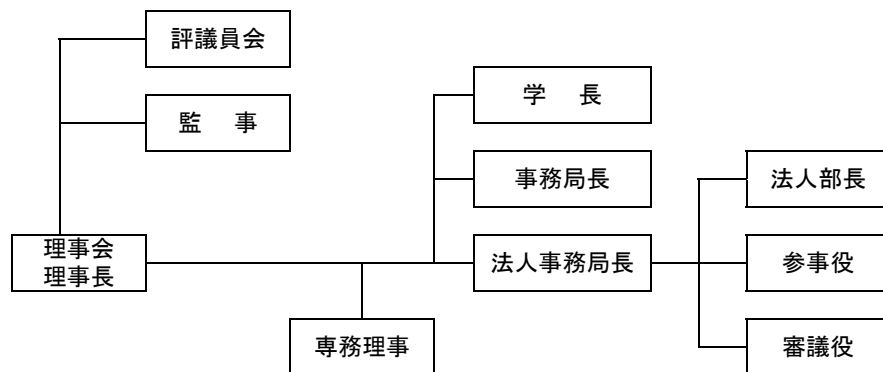 評議員会
監 事
理事会
理事長
専務理事
学 長
事務局長
法人事務局長
法人部長
参事役
審議役